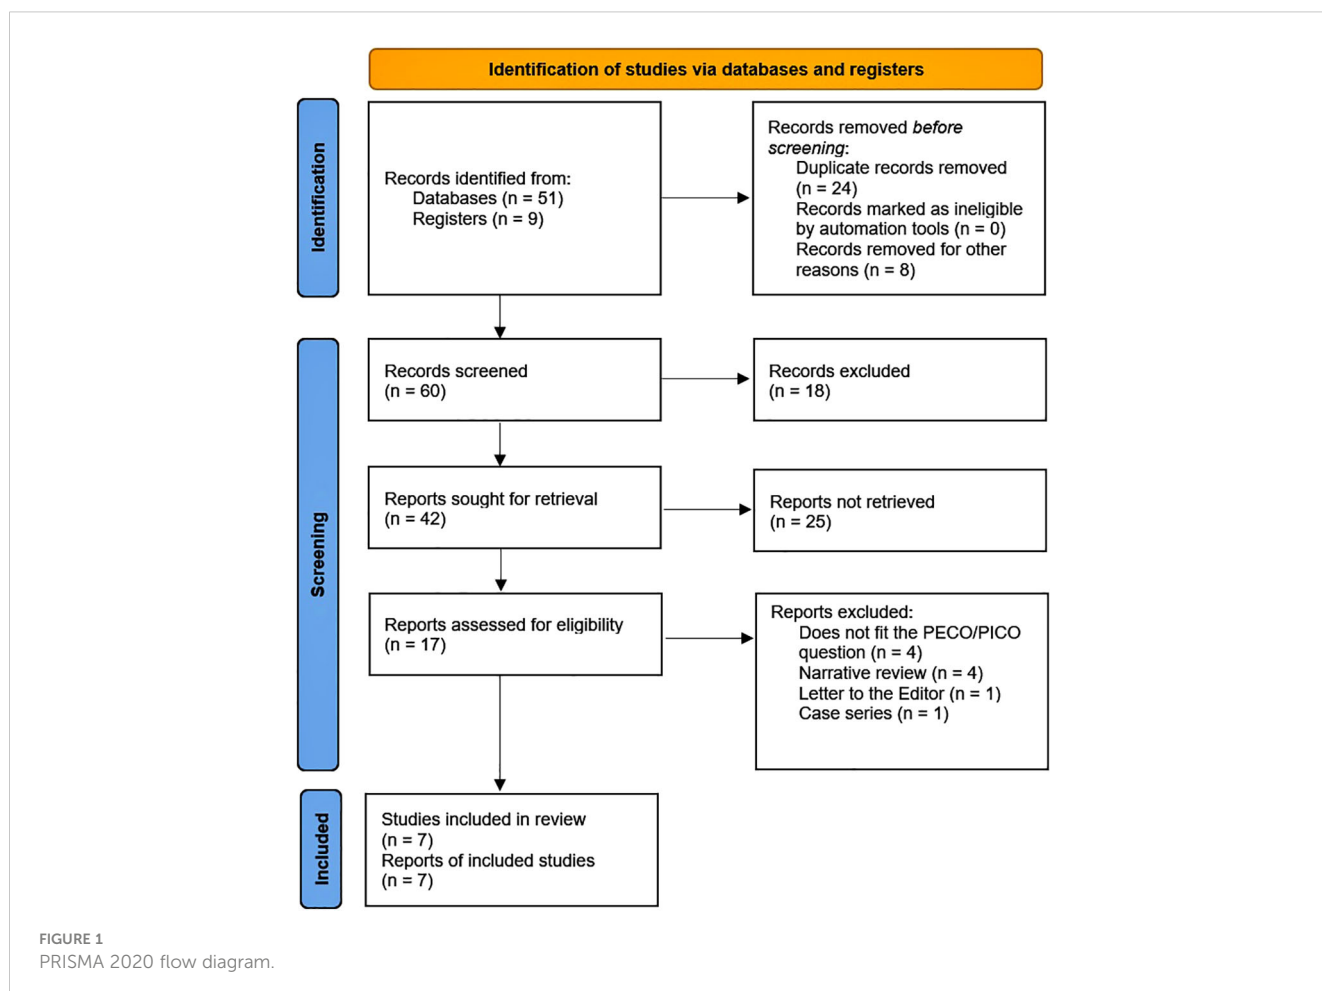 Identification of studies via databases and registers
Identification
Records identified from:
Databases (n = 51)
Registers (n = 9)
Records removed before
screening:
Duplicate records removed
(n = 24)
Records marked as ineligible
by automation tools (n = 0)
Records removed for other
reasons (n = 8)
Screening
Records screened
(n = 60)
Records excluded
(n = 18)
Reports sought for retrieval
(n = 42)
Reports not retrieved
(n = 25)
Reports assessed for eligibility
(n = 17)
Reports excluded:
Does not fit the PECO/PICO
question (n = 4)
Narrative review (n = 4)
Letter to the Editor (n = 1)
Case series (n = 1)
Included
Studies included in review
(n = 7)
Reports of included studies
(n = 7)
FIGURE 1
PRISMA 2020 flow diagram.